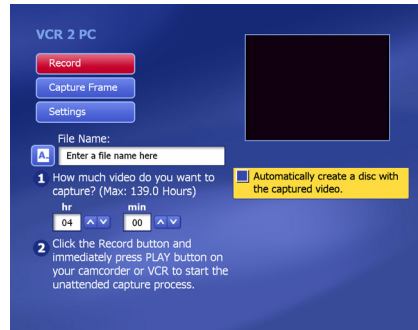 VCR 2 PC
Record
Capture Frame
Settings
File Name:
A
Enter a file name here
1 How much video do you want to
capture? (Max: 139.0 Hours)
hr min
04 00
2 Click the Record button and
immediately press PLAY button on
your camcorder or VCR to start the
unattended capture process.
Automatically create a disc with
the captured video.